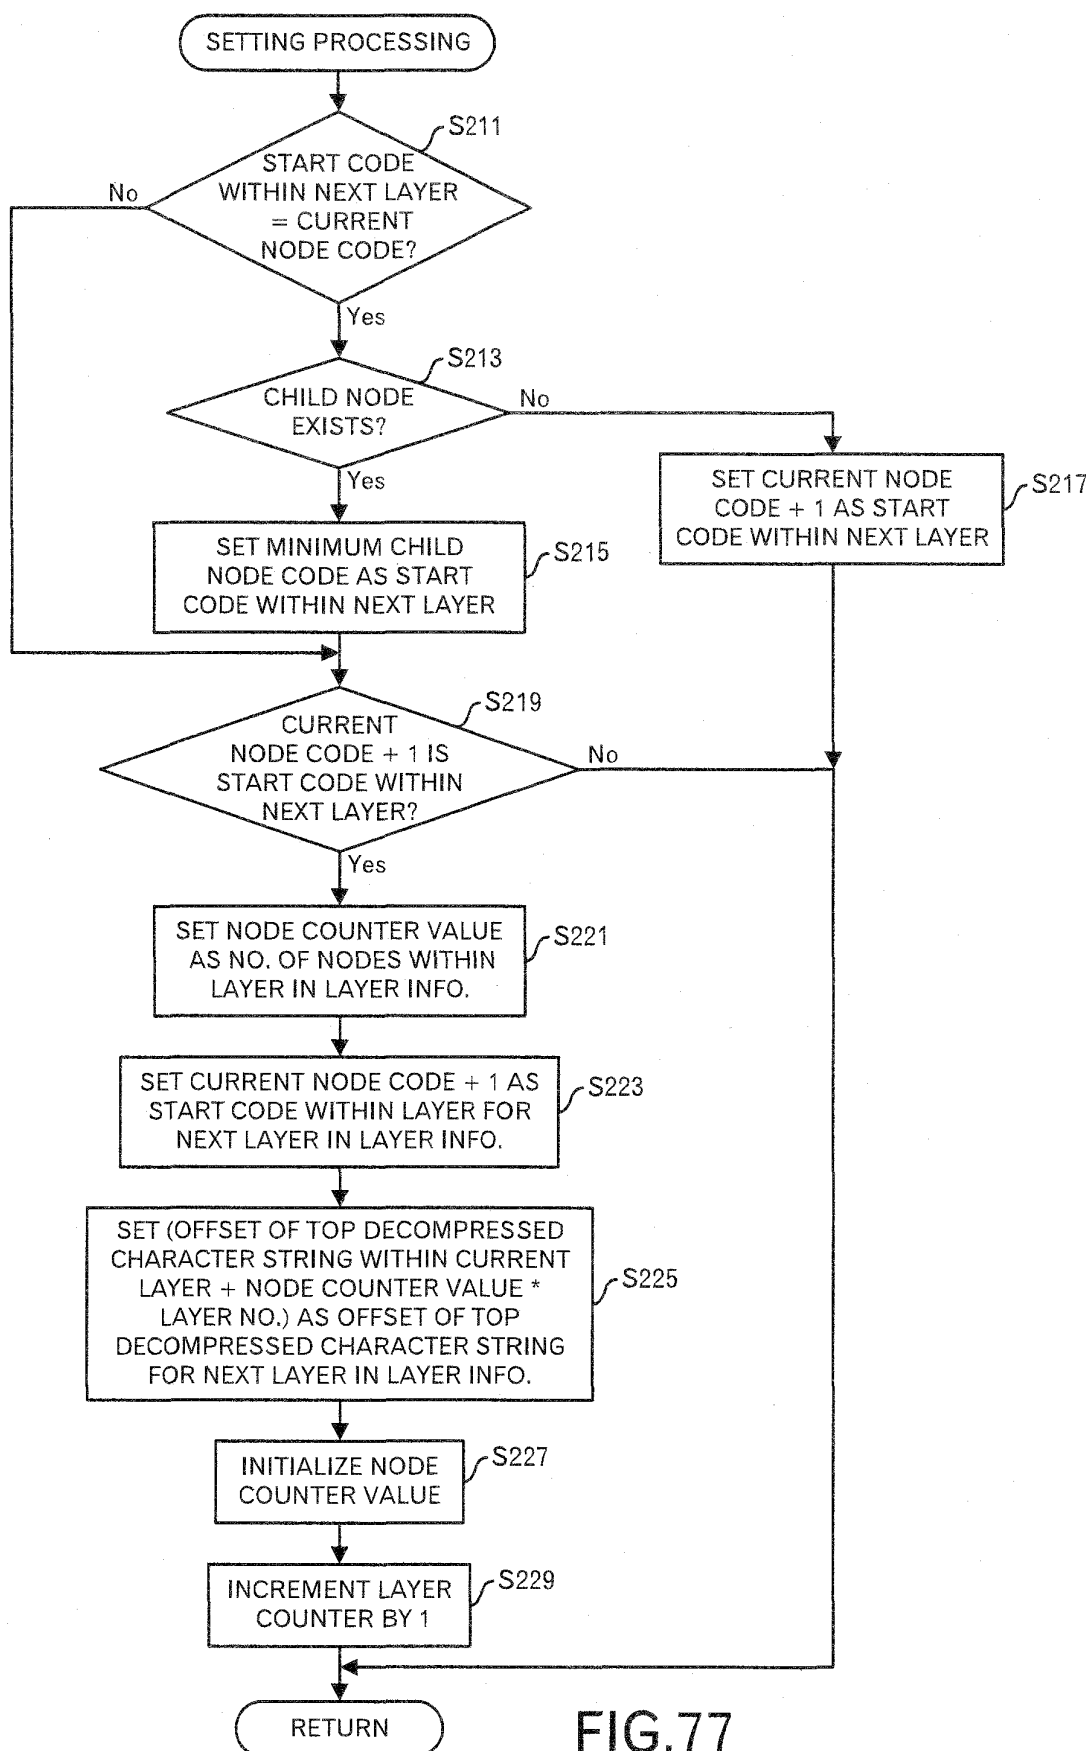 SETTING PROCESSING
S211
START CODE
WITHIN NEXT LAYER
= CURRENT
NODE CODE?
No
Yes
S213
CHILD NODE
EXISTS?
No
Yes
S217
SET CURRENT NODE
CODE + 1 AS START
CODE WITHIN NEXT LAYER
S215
SET MINIMUM CHILD
NODE CODE AS START
CODE WITHIN NEXT LAYER
S219
CURRENT
NODE CODE + 1 IS
START CODE WITHIN
NEXT LAYER?
No
Yes
S221
SET NODE COUNTER VALUE
AS NO. OF NODES WITHIN
LAYER IN LAYER INFO.
S223
SET CURRENT NODE CODE + 1 AS
START CODE WITHIN LAYER FOR
NEXT LAYER IN LAYER INFO.
S225
SET (OFFSET OF TOP DECOMPRESSED
CHARACTER STRING WITHIN CURRENT
LAYER + NODE COUNTER VALUE *
LAYER NO.) AS OFFSET OF TOP
DECOMPRESSED CHARACTER STRING
FOR NEXT LAYER IN LAYER INFO.
S227
INITIALIZE NODE
COUNTER VALUE
S229
INCREMENT LAYER
COUNTER BY 1
RETURN
FIG.77